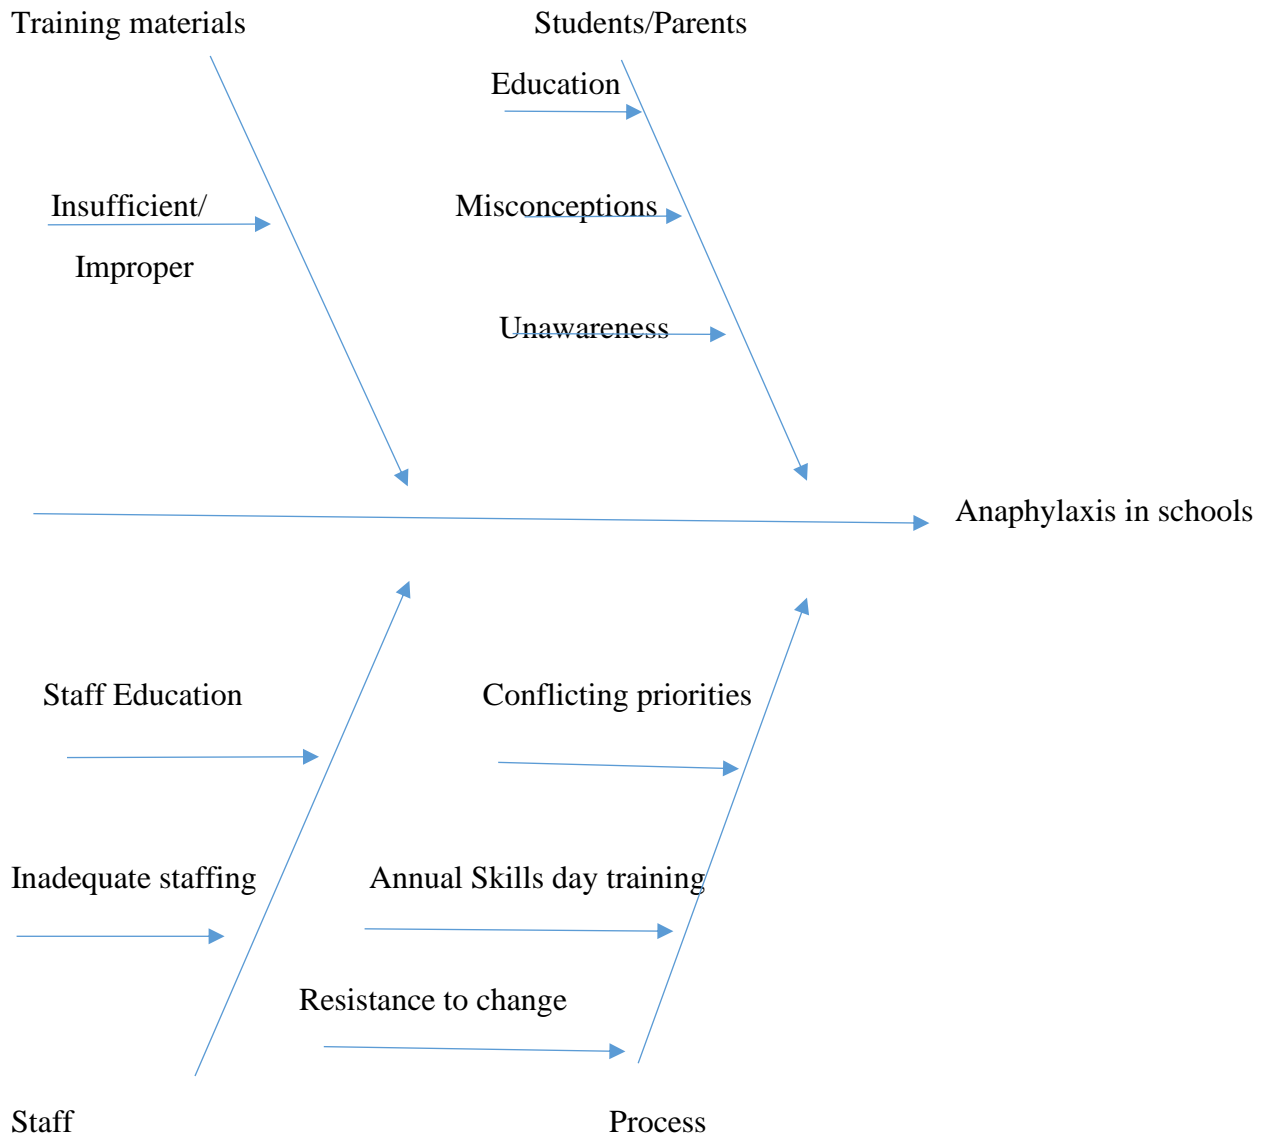 Training materials
Students/Parents
Education
Insufficient/
Improper
Misconceptions
Unawareness
Anaphylaxis in schools
Staff Education
Conflicting priorities
Inadequate staffing
Annual Skills day training
Resistance to change
Staff
Process